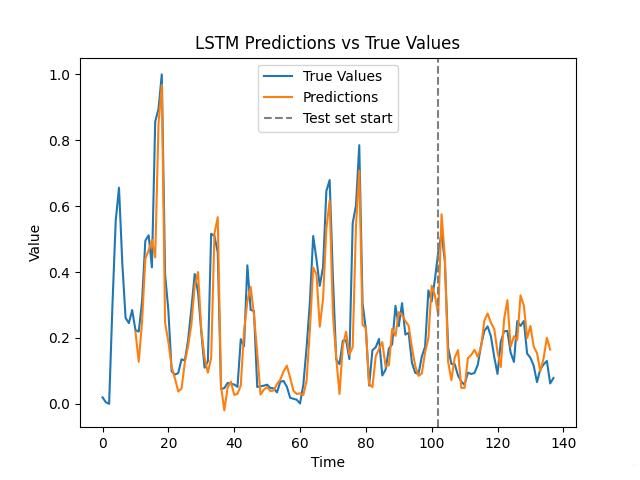 LSTM Predictions vs True Values
True Values
Predictions
Test set start
1.0
0.8
0.6
0.4
0.2
0.0
Value
0 20 40 60 80 100 120 140
Time